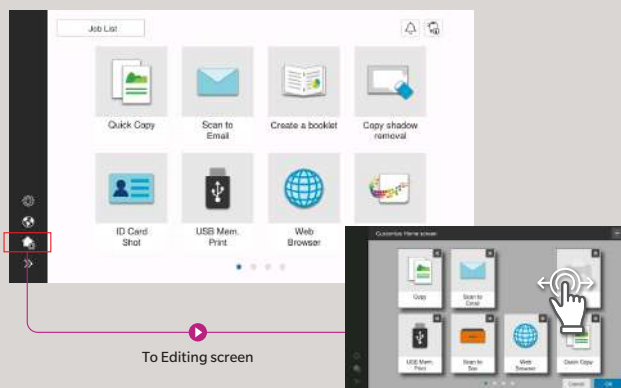 Job List
Quick Copy
Scan to
Email
Create a booklet
Copy shadow
removal
ID Card
Shot
USB Mem.
Print
Web
Browser
To Editing screen
Customize Home screen
Copy
Scan to
Email
USB Mem.
Print
Scan to
Box
Web
Browser
Quick Copy
Cancel
OK